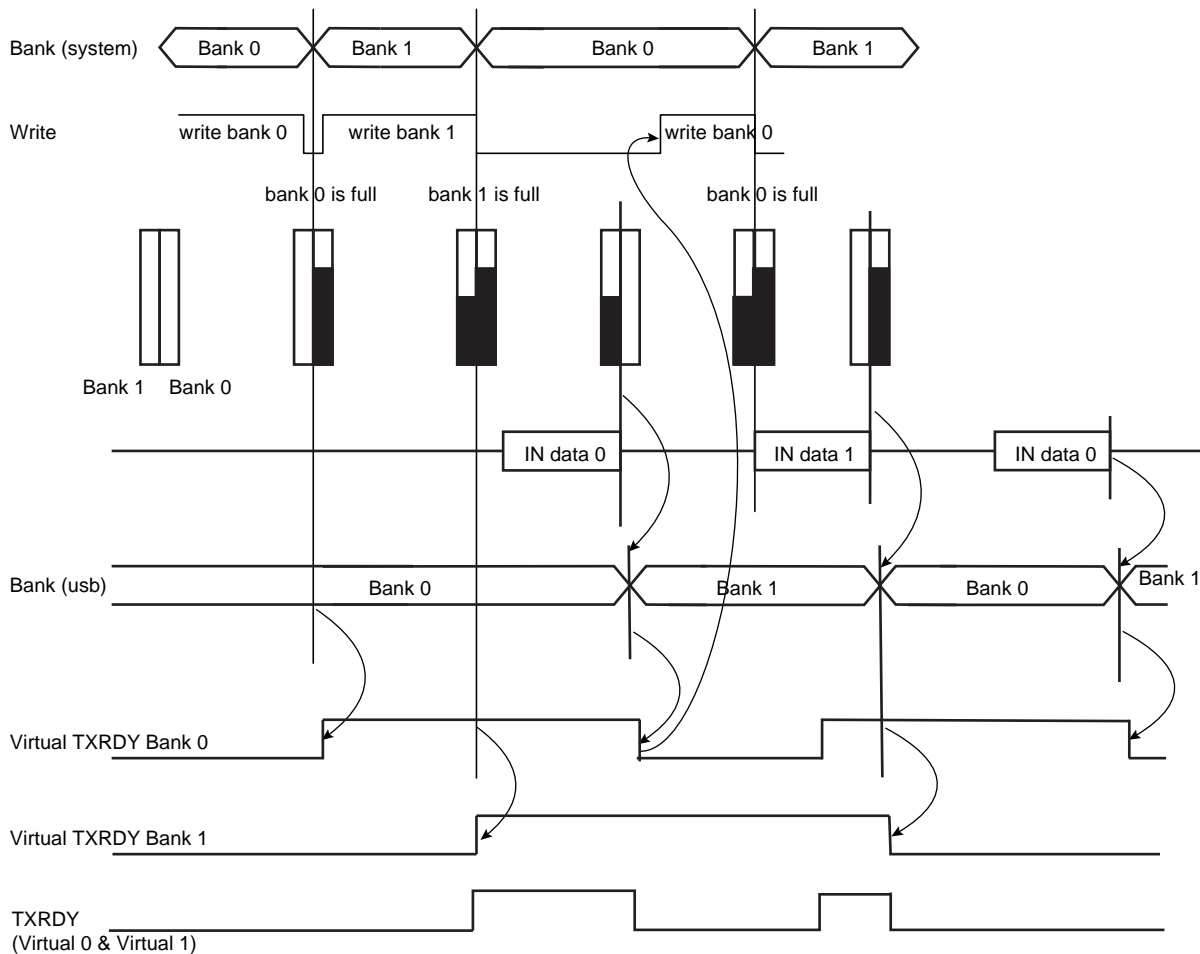 Bank (system)
Bank 0
Bank 1
Bank 0
Bank 1
Write
write bank 0
write bank 1
write bank 0
bank 0 is full
bank 1 is full
bank 0 is full
Bank 1
Bank 0
IN data 0
IN data 1
IN data 0
Bank (usb)
Bank 0
Bank 1
Bank 0
Bank 1
Virtual TXRDY Bank 0
Virtual TXRDY Bank 1
TXRDY
(Virtual 0 & Virtual 1)